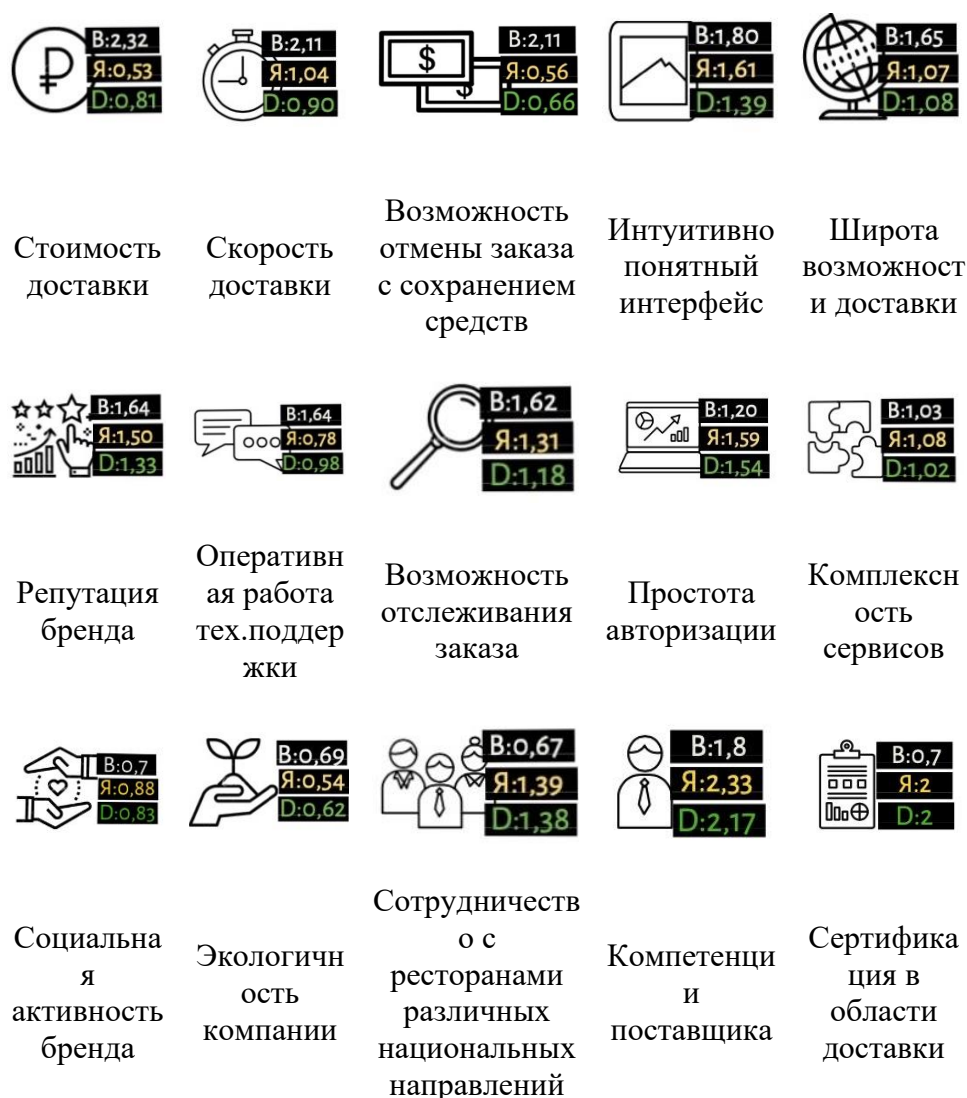 B:2,32
Я:0,53
D:0,81
B:2,11
Я:1,04
D:0,90
B:2,11
Я:0,56
D:0,66
B:1,80
Я:1,61
D:1,39
B:1,65
Я:1,07
D:1,08
Стоимость
доставки
Скорость
доставки
Возможность
отмены заказа
с сохранением
средств
Интуитивно
понятный
интерфейс
Широта
возможност
и доставки
B:1,64
Я:1,50
D:1,33
B:1,64
Я:0,78
D:0,98
B:1,62
Я:1,31
D:1,18
B:1,20
Я:1,59
D:1,54
B:1,03
Я:1,08
D:1,02
Репутация
бренда
Оперативн
ая работа
тех.поддер
жки
Возможность
отслеживания
заказа
Простота
авторизации
Комплексн
ость
сервисов
B:0,7
Я:0,88
D:0,83
B:0,69
Я:0,54
D:0,62
B:0,67
Я:1,39
D:1,38
B:1,8
Я:2,33
D:2,17
B:0,7
Я:2
D:2
Социальна
я
активность
бренда
Экологичн
ость
компании
Сотрудничеств
о с
ресторанами
различных
национальных
направлений
Компетенци
и
поставщика
Сертифика
ция в
области
доставки